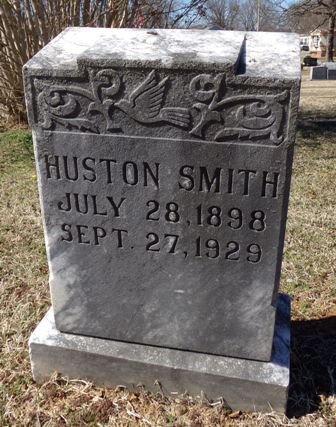 HUSTON SMITH
JULY 28, 1898
SEPT. 27, 1929